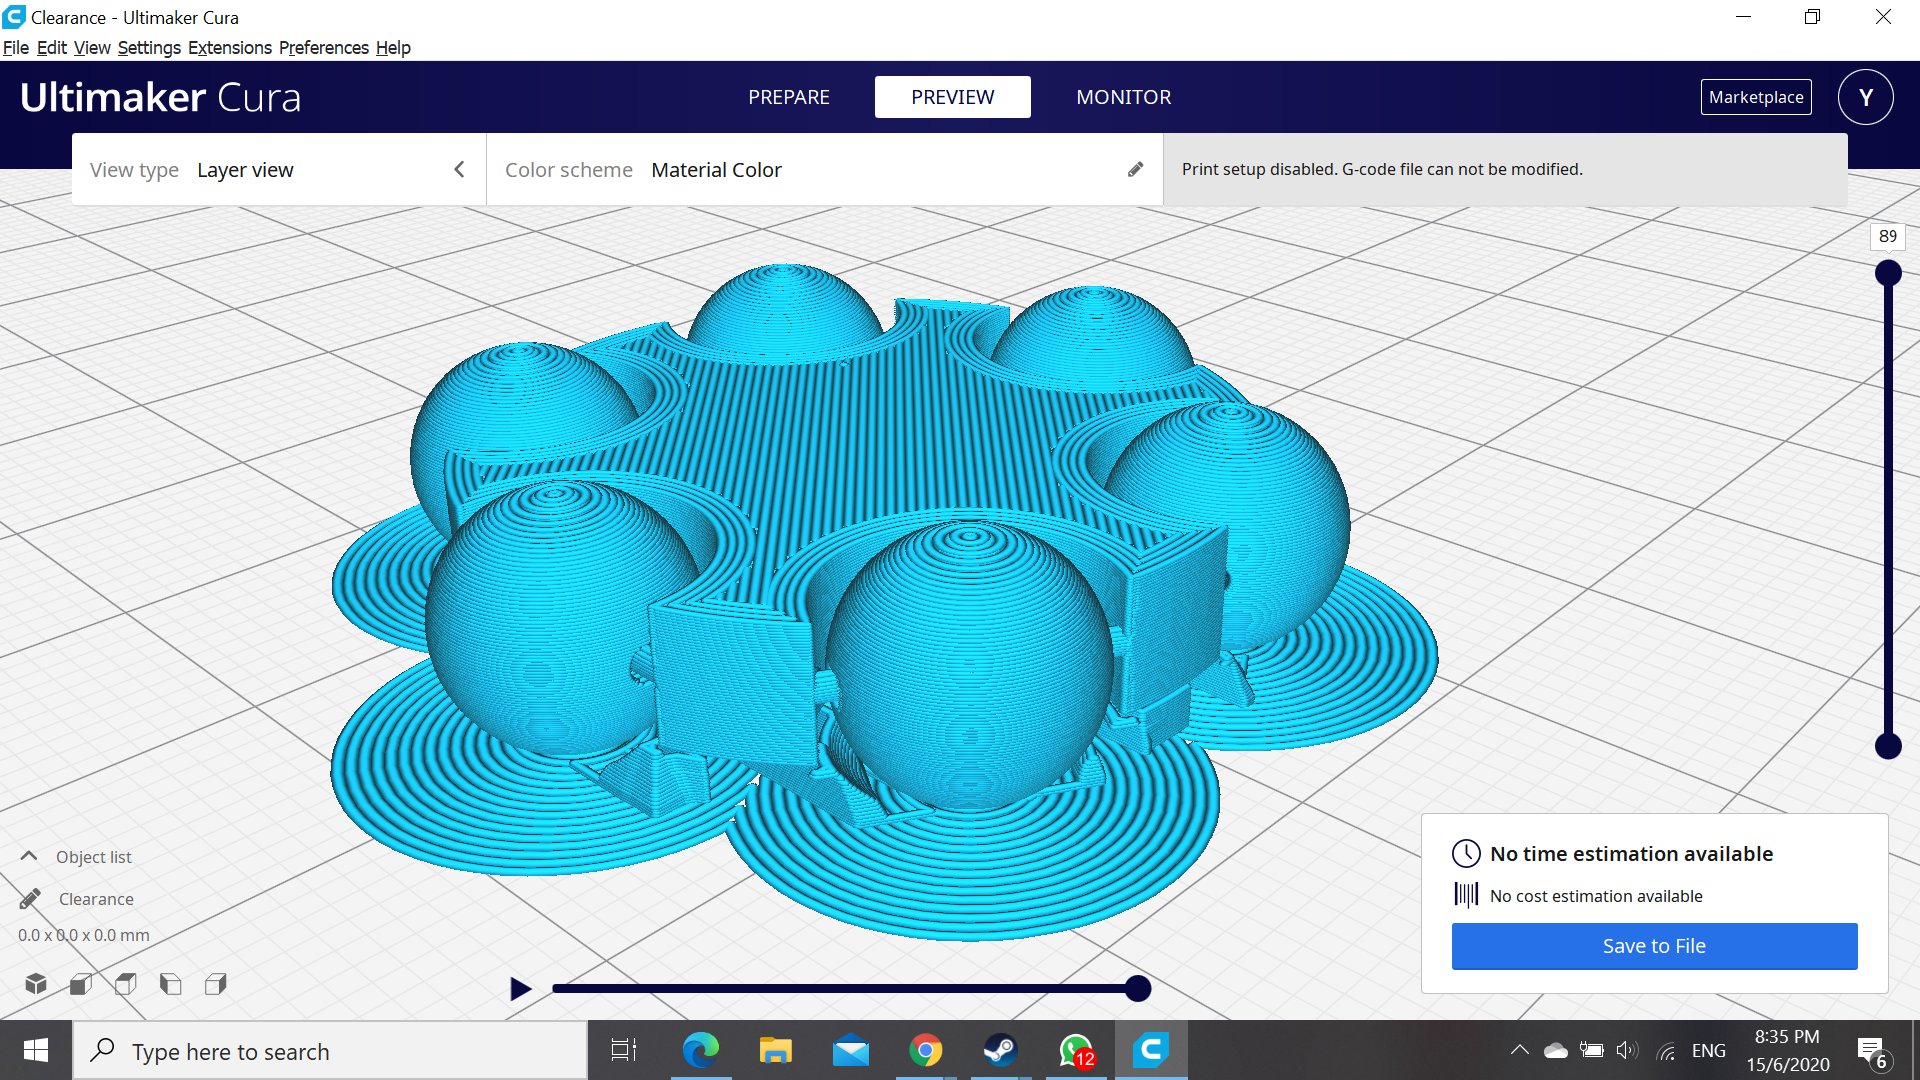 Clearance - Ultimaker Cura
File Edit View Settings Extensions Preferences Help
Ultimaker Cura
PREPARE
PREVIEW
MONITOR
Marketplace
Y
View type Layer view
Color scheme Material Color
Print setup disabled. G-code file can not be modified.
89
Object list
Clearance
0.0 x 0.0 x 0.0 mm
No time estimation available
No cost estimation available
Save to File
Type here to search
12
ENG
8:35 PM
15/6/2020
6